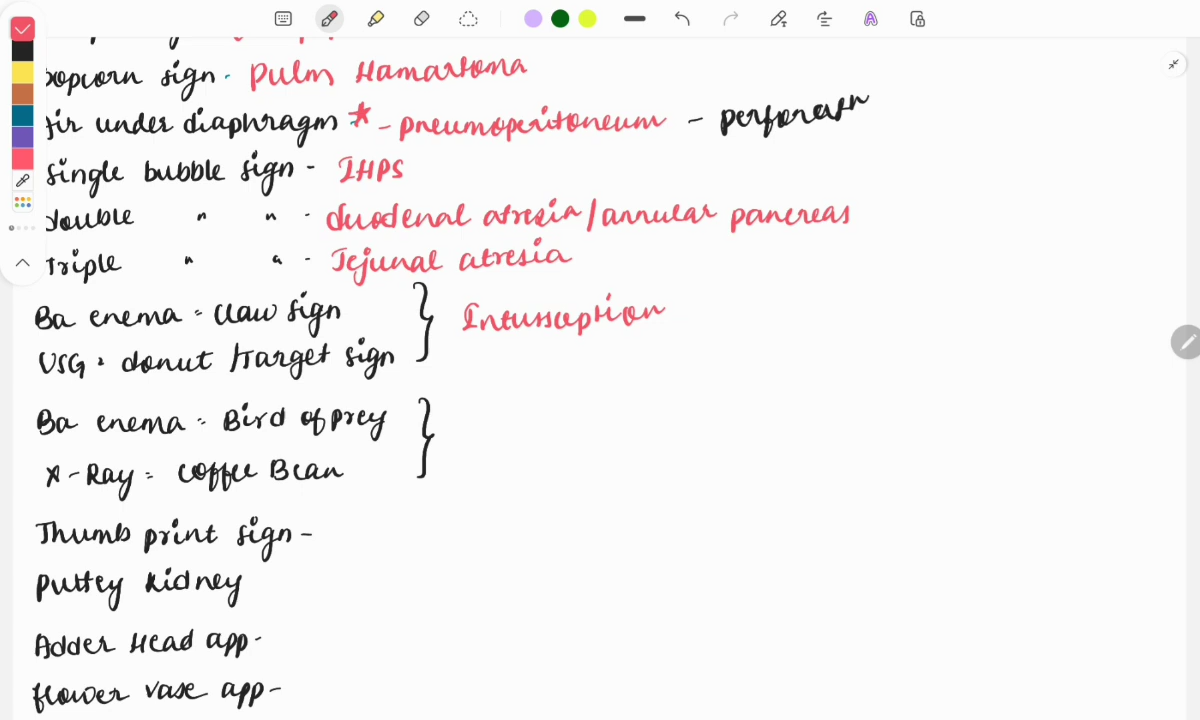 popcorn sign - Pulm Hamartoma
Air under diaphragm * - pneumoperitoneum -
Single bubble sign - IHPS
double " " - duodenal atresia/annular pancreas
Triple " " - Jejunal atresia
Ba enema - claw sign
Intussception
USG - donut / target sign
Ba enema - Bird of prey
X-Ray - coffee Bean
Thumb print sign -
Puttey kidney
Adder Head app -
flower vase app -